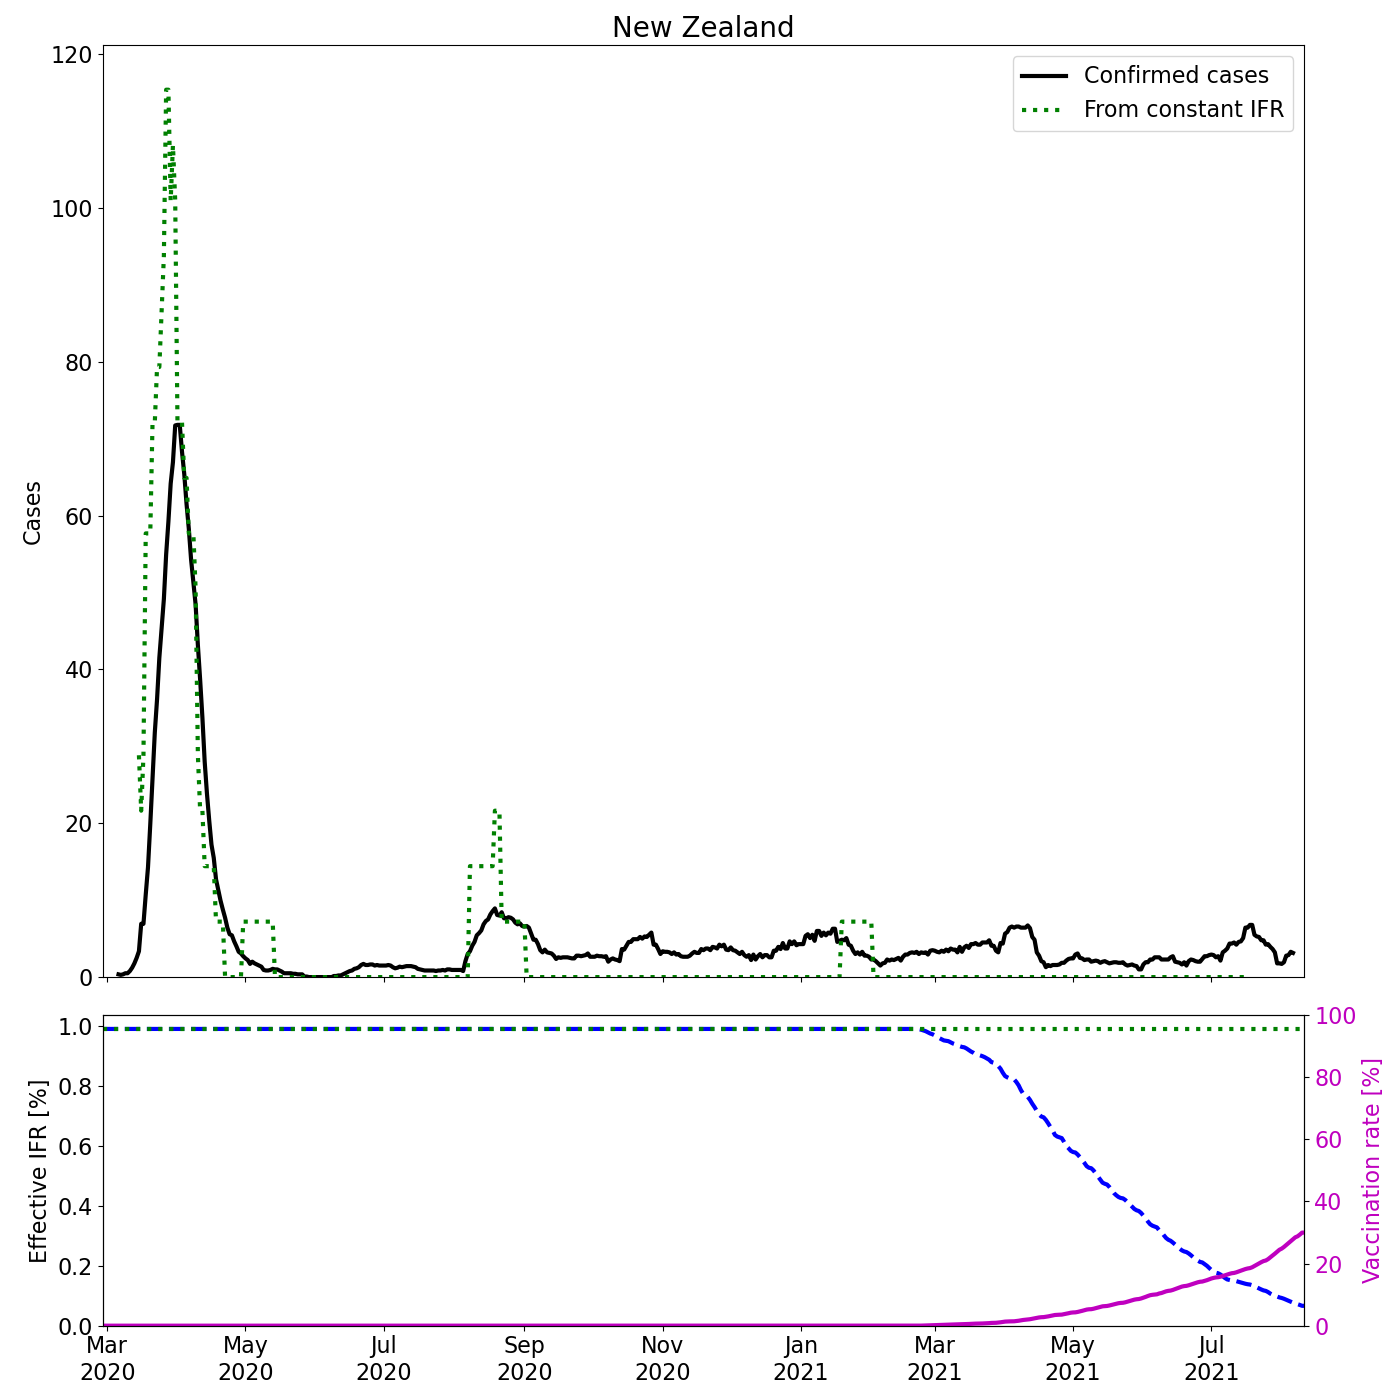 New Zealand
120
100
80
60
40
20
0
Cases
Confirmed cases
From constant IFR
1.0
0.8
0.6
0.4
0.2
0.0
Effective IFR [%]
100
80
60
40
20
0
Vaccination rate [%]
Mar May Jul Sep Nov Jan Mar May Jul
2020 2020 2020 2020 2020 2021 2021 2021 2021